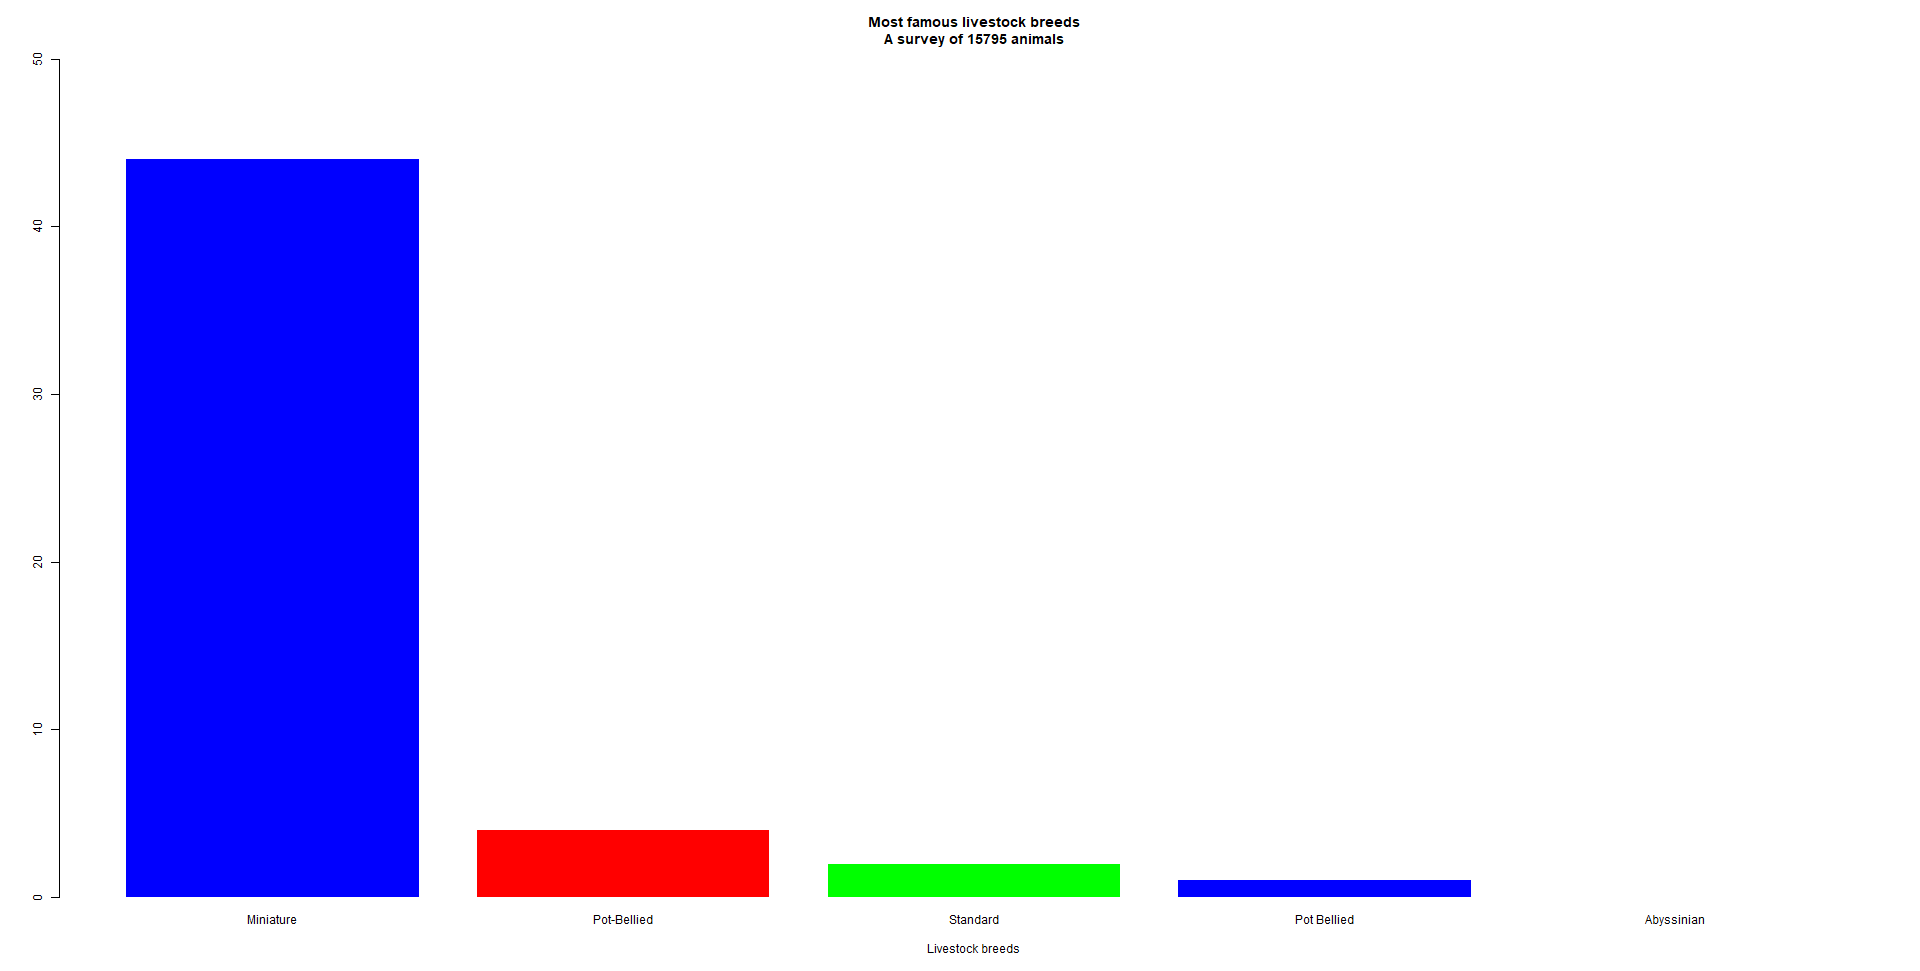 Most famous livestock breeds
A survey of 15795 animals
50
40
30
20
10
0
Miniature
Pot-Bellied
Standard
Pot Bellied
Abyssinian
Livestock breeds